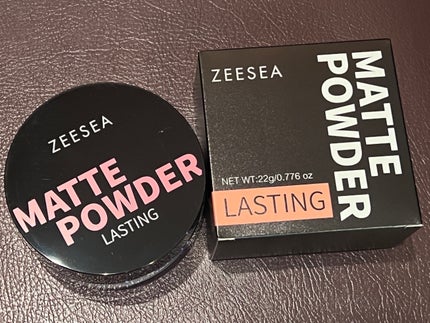 ZEESEA
MATTE
POWDER
LASTING
ZEESEA
MATTE
POWDER
NET WT:22g/0.776 oz
LASTING